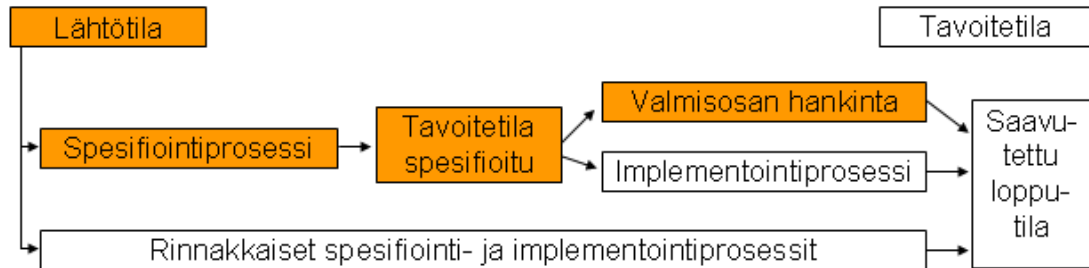 Lähtötila
Tavoitetila
Valmisosan hankinta
Spesifiointiprosessi
Tavoitetila
spesifioitu
Implementointiprosessi
Saavu-
tettu
loppu-
tila
Rinnakkaiset spesifiointi- ja implementointiprosessit